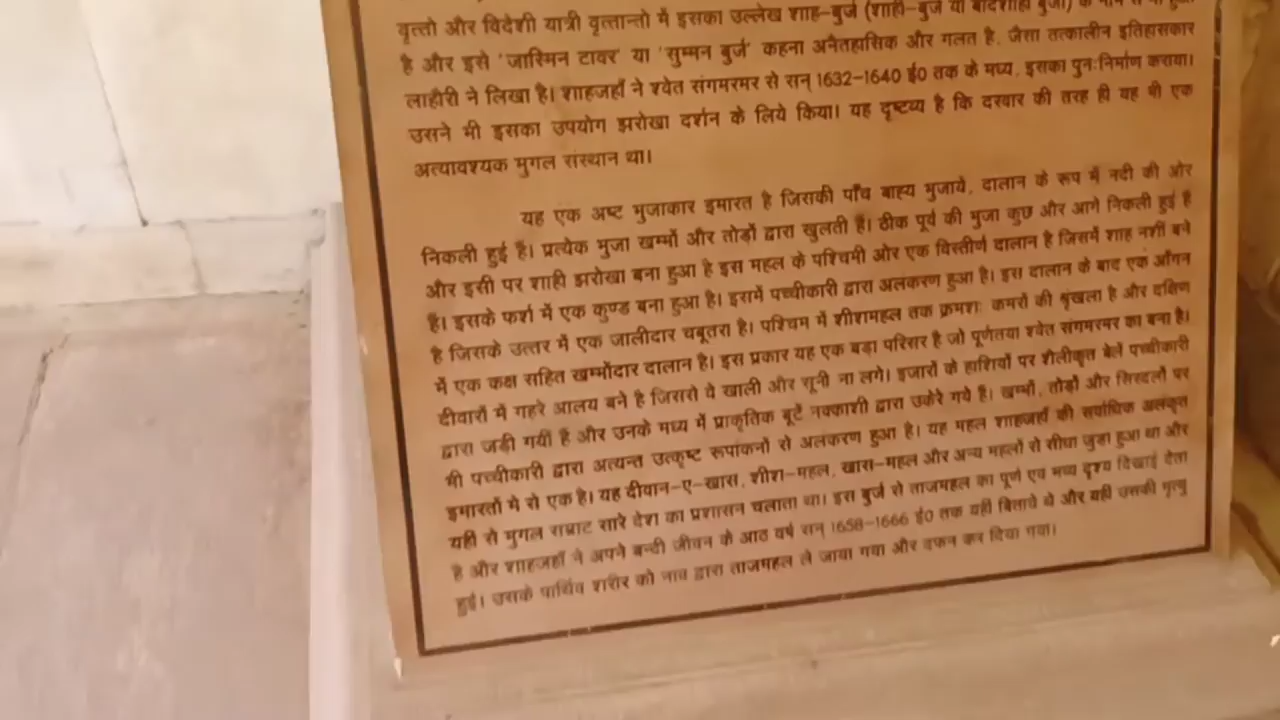 वृत्तो और विदेशी यात्री वृत्तान्तो में इसका उल्लेख शाह-बुर्ज (शाही-बुर्ज या बादशाही बुर्ज) के नाम से
है और इसे 'जास्मिन टावर' या 'सुम्मन बुर्ज' कहना अनैतहासिक और गलत है, जैसा तत्कालीन इतिहासकार
लाहौरी ने लिखा है। शाहजहाँ ने श्वेत संगमरमर से सन् 1632-1640 ई0 तक के मध्य, इसका पुनःनिर्माण कराया।
उसने भी इसका उपयोग झरोखा दर्शन के लिये किया। यह दृष्टव्य है कि दरबार की तरह ही यह भी एक
अत्यावश्यक मुगल संस्थान था।
यह एक अष्ट भुजाकार इमारत है जिसकी पाँच बाह्य भुजायें, दालान के रूप में नदी की ओर
निकली हुई हैं। प्रत्येक भुजा खम्भों और तोड़ों द्वारा खुलती हैं। ठीक पूर्व की भुजा कुछ और आगे निकली हुई है
और इसी पर शाही झरोखा बना हुआ है इस महल के पश्चिमी ओर एक विस्तीर्ण दालान है जिसमें शाह नशीं बने
हैं। इसके फर्श में एक कुण्ड बना हुआ है। इसमें पच्चीकारी द्वारा अलंकरण हुआ है। इस दालान के बाद एक आँगन
है जिसके उत्तर में एक जालीदार चबूतरा है। पश्चिम में शीशमहल तक क्रमशः कमरों की श्रृंखला है और दक्षिण
में एक कक्ष सहित खम्भोंदार दालान है। इस प्रकार यह एक बड़ा परिसर है जो पूर्णतया श्वेत संगमरमर का बना है।
दीवारों में गहरे आलय बने है जिससे वे खाली और सूनी ना लगे। इजारों के हाशियों पर शैलीकृत बेलें पच्चीकारी
द्वारा जड़ी गयीं हैं और उनके मध्य में प्राकृतिक बूटें नक्काशी द्वारा उकेरे गये हैं। खम्भों, तोड़ों और सिरदलों पर
भी पच्चीकारी द्वारा अत्यन्त उत्कृष्ट रूपांकनों से अलंकरण हुआ है। यह महल शाहजहाँ की सर्वाधिक अलंकृत
इमारतों मे से एक है। यह दीवान-ए-खास, शीश-महल, खास-महल और अन्य महलों से सीधा जुड़ा हुआ था और
यहीं से मुगल सम्राट सारे देश का प्रशासन चलाता था। इस बुर्ज से ताजमहल का पूर्ण एवं भव्य दृश्य दिखाई देता
है और शाहजहाँ ने अपने बन्दी जीवन के आठ वर्ष सन् 1658-1666 ई0 तक यहीं बिताये थे और यहीं उसकी मृत्यु
हुई। उसके पार्थिव शरीर को नाव द्वारा ताजमहल ले जाया गया और दफन कर दिया गया।